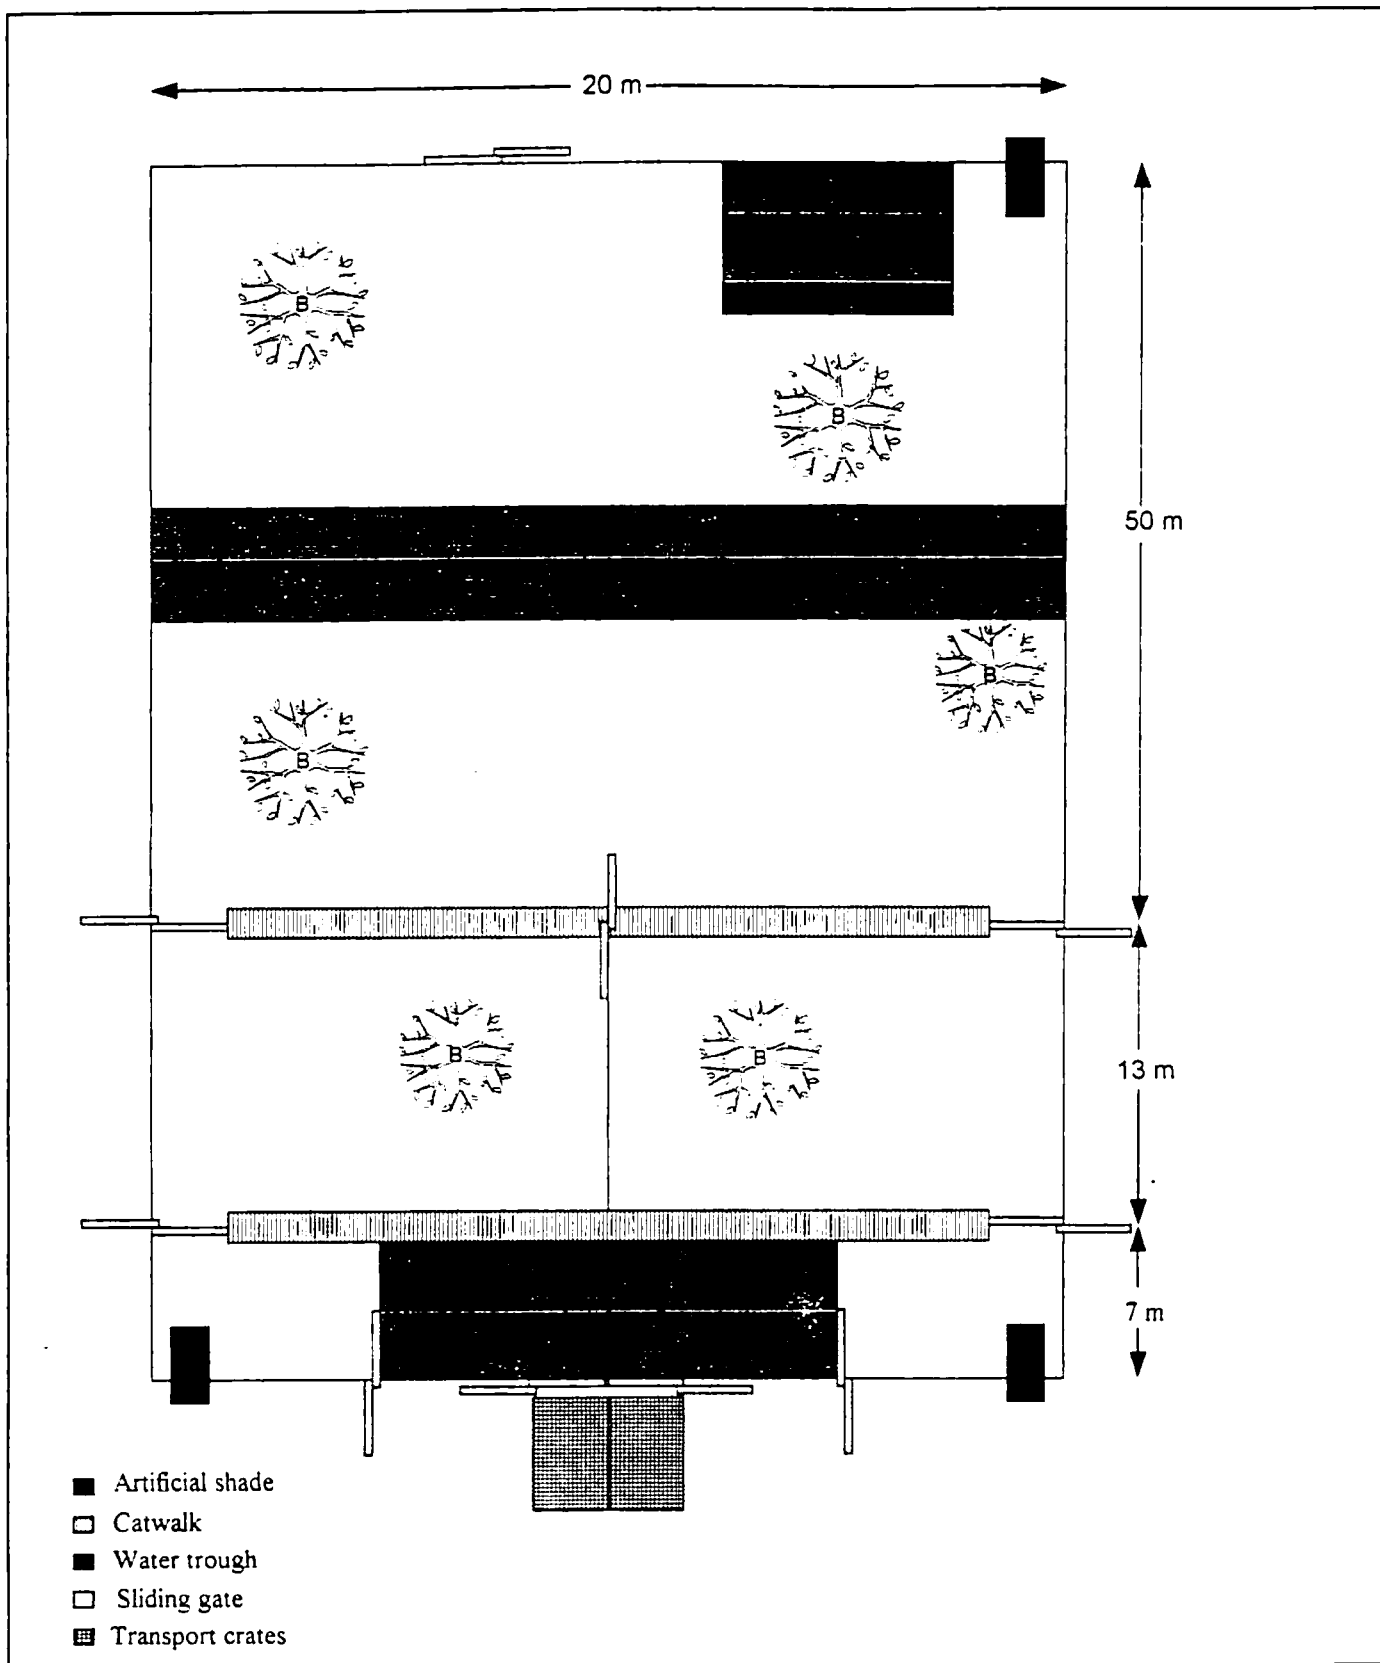 20 m
B
B
50 m
B
B
B
B
13 m
7 m
Artificial shade
Catwalk
Water trough
Sliding gate
Transport crates